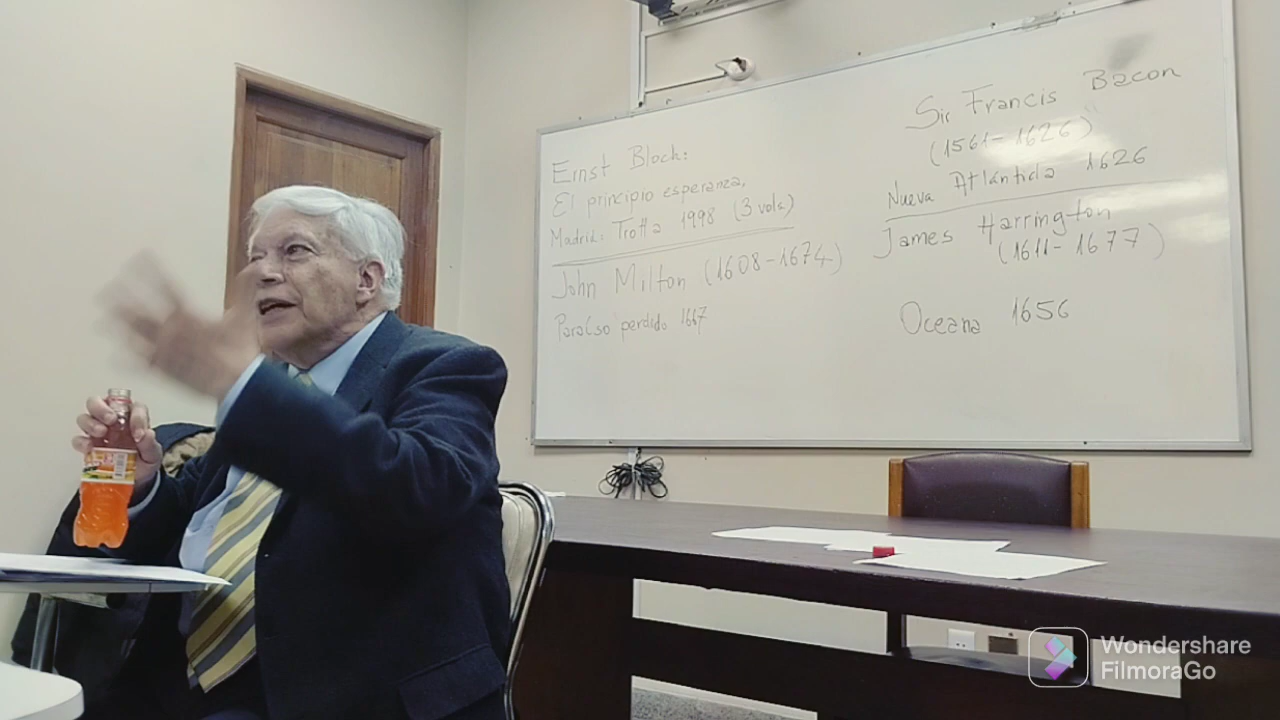 Ernst Bloch:
El principio esperanza,
Madrid: Trotta 1998 (3 vols)
John Milton (1608-1674)
Paraíso perdido 1667
Sir Francis Bacon
(1561-1626)
Nueva Atlántida 1626
James Harrington
(1611-1677)
Oceana 1656
Wondershare
FilmoraGo